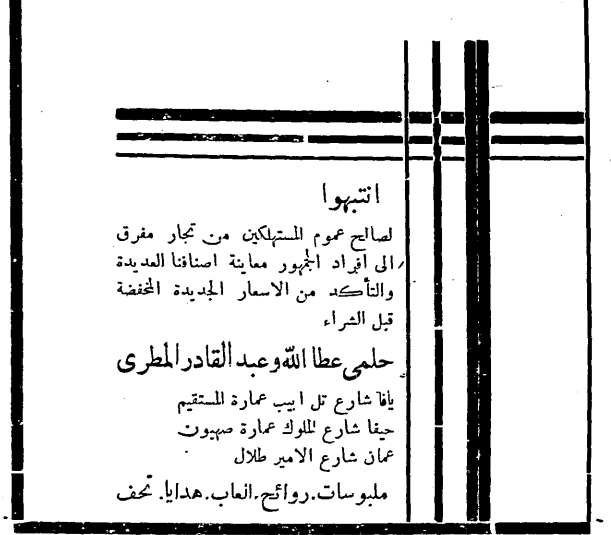 انتبهوا
لصالح عموم المستهلكين من تجار مفرق
الى افراد الجمهور معاينة اصنافنا العديدة
والتأكد من الاسعار الجديدة المخفضة
قبل الشراء
حلمي عطا الله وعبد القادر المطري
يافا شارع تل ابيب عمارة المستقيم
حيفا شارع الملوك عمارة صهيون
عمان شارع الامير طلال
ملبوسات. روائح. العاب. هدايا. تحف